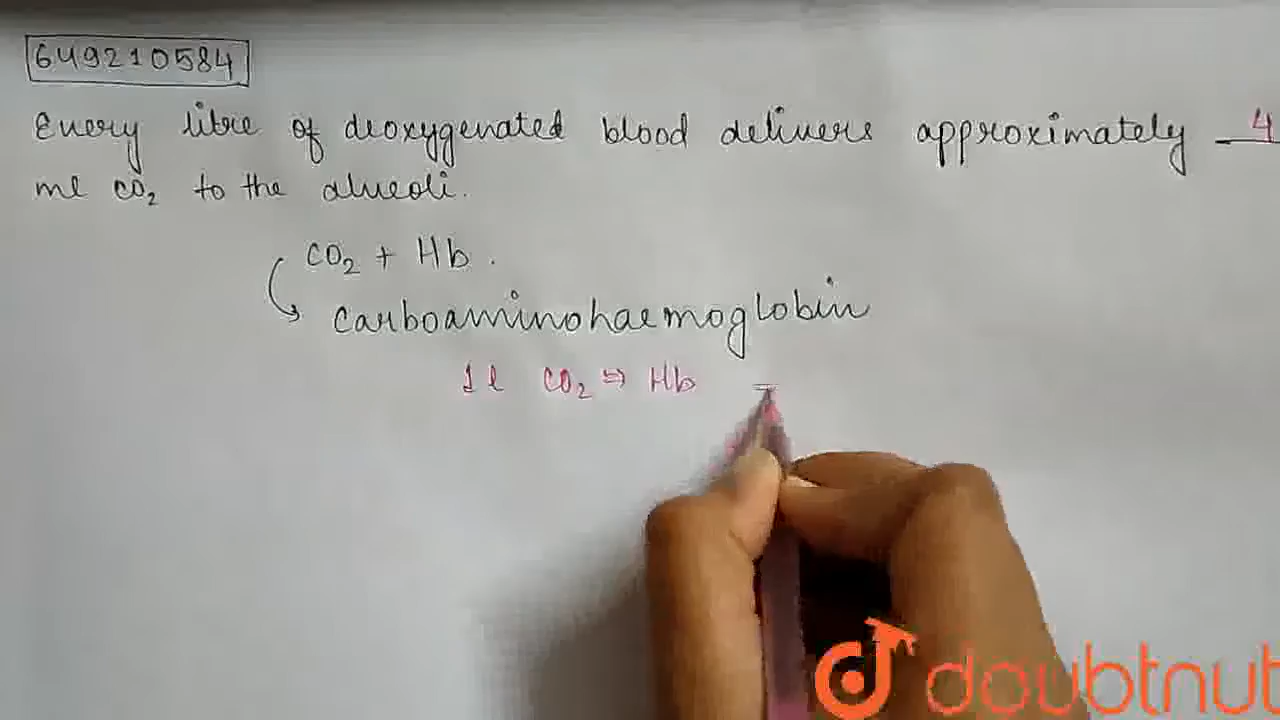 649210584
Every litre of deoxygenated blood delivers approximately 4
ml CO₂ to the alveoli.
CO₂ + Hb .
carboaminohaemoglobin
1 l CO₂ ⇒ Hb
doubtnut